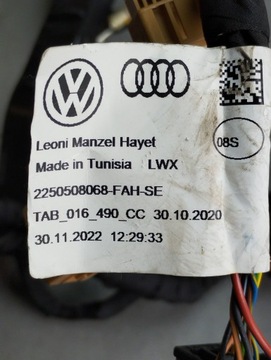 Leoni Manzel Hayet
08S
Made in Tunisia LWX
2250508068-FAH-SE
TAB_016_490_CC 30.10.2020
30.11.2022 12:29:33